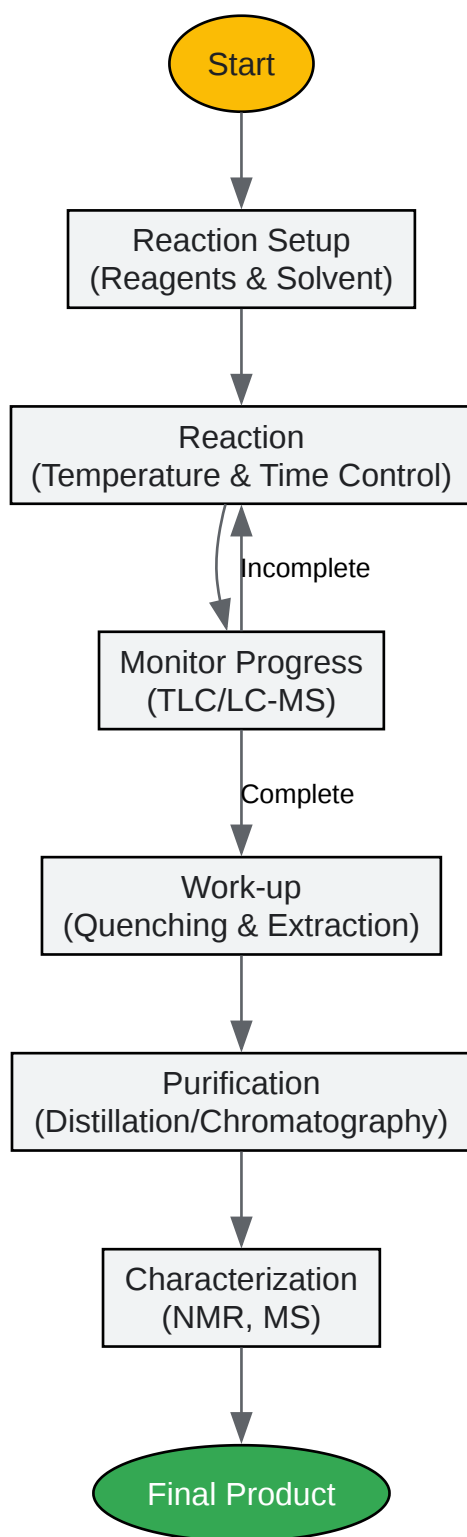 Start
Reaction Setup
(Reagents & Solvent)
Reaction
(Temperature & Time Control)
Incomplete
Monitor Progress
(TLC/LC-MS)
Complete
Work-up
(Quenching & Extraction)
Purification
(Distillation/Chromatography)
Characterization
(NMR, MS)
Final Product